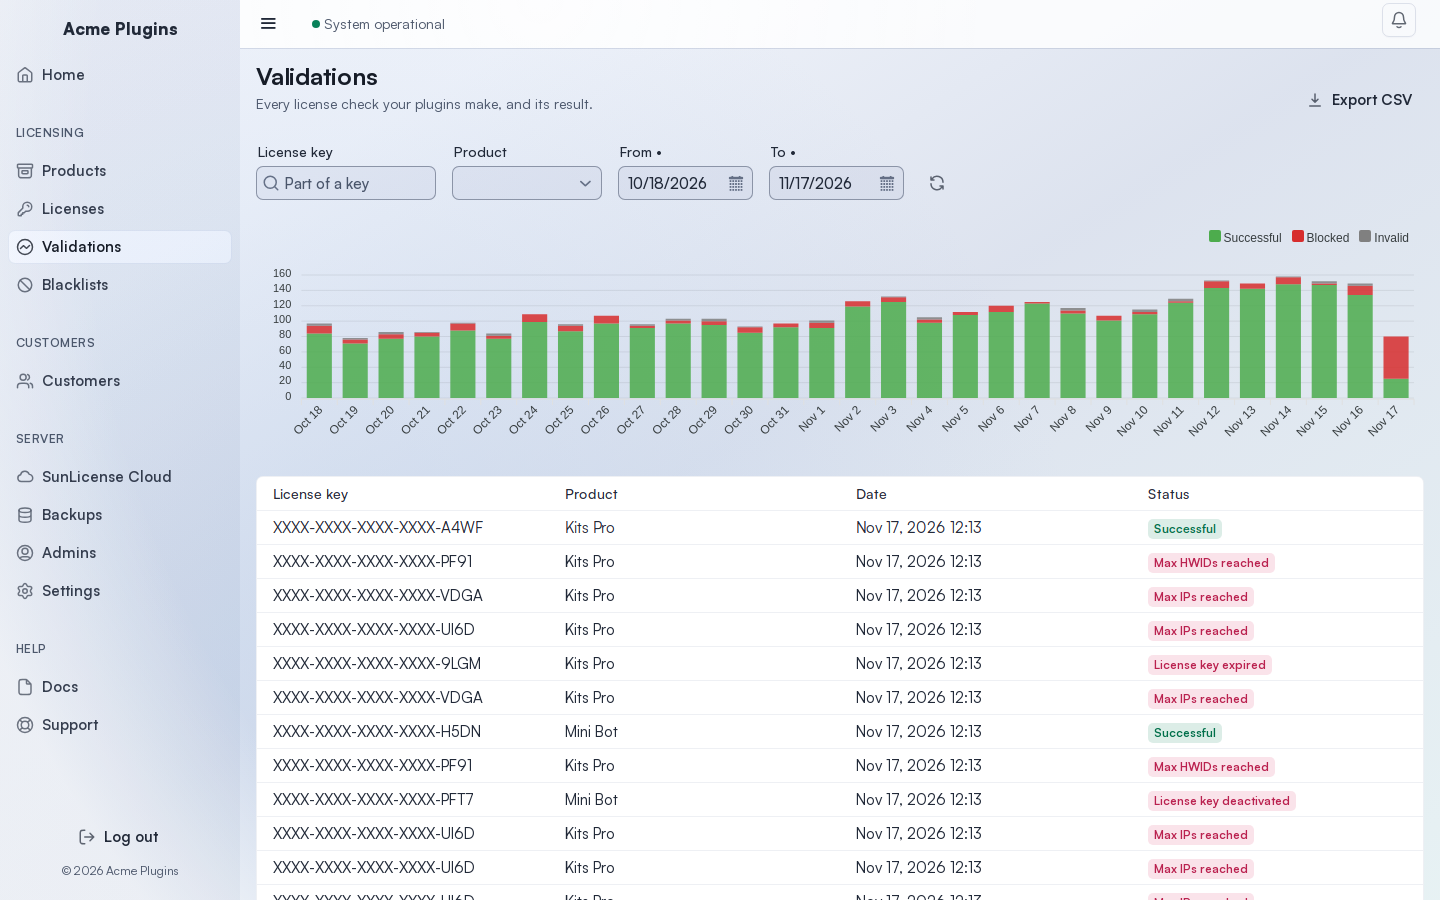 Acme Plugins
System operational
Home
LICENSING
Products
Licenses
Validations
Blacklists
CUSTOMERS
Customers
SERVER
SunLicense Cloud
Backups
Admins
Settings
HELP
Docs
Support
Log out
© 2026 Acme Plugins
Validations
Every license check your plugins make, and its result.
Export CSV
License key Product From • To •
Part of a key 10/18/2026 11/17/2026
Successful Blocked Invalid
160
140
120
100
80
60
40
20
0
Oct 18 Oct 19 Oct 20 Oct 21 Oct 22 Oct 23 Oct 24 Oct 25 Oct 26 Oct 27 Oct 28 Oct 29 Oct 30 Oct 31 Nov 1 Nov 2 Nov 3 Nov 4 Nov 5 Nov 6 Nov 7 Nov 8 Nov 9 Nov 10 Nov 11 Nov 12 Nov 13 Nov 14 Nov 15 Nov 16 Nov 17
License key Product Date Status
XXXX-XXXX-XXXX-XXXX-A4WF Kits Pro Nov 17, 2026 12:13 Successful
XXXX-XXXX-XXXX-XXXX-PF91 Kits Pro Nov 17, 2026 12:13 Max HWIDs reached
XXXX-XXXX-XXXX-XXXX-VDGA Kits Pro Nov 17, 2026 12:13 Max IPs reached
XXXX-XXXX-XXXX-XXXX-UI6D Kits Pro Nov 17, 2026 12:13 Max IPs reached
XXXX-XXXX-XXXX-XXXX-9LGM Kits Pro Nov 17, 2026 12:13 License key expired
XXXX-XXXX-XXXX-XXXX-VDGA Kits Pro Nov 17, 2026 12:13 Max IPs reached
XXXX-XXXX-XXXX-XXXX-H5DN Mini Bot Nov 17, 2026 12:13 Successful
XXXX-XXXX-XXXX-XXXX-PF91 Kits Pro Nov 17, 2026 12:13 Max HWIDs reached
XXXX-XXXX-XXXX-XXXX-PFT7 Mini Bot Nov 17, 2026 12:13 License key deactivated
XXXX-XXXX-XXXX-XXXX-UI6D Kits Pro Nov 17, 2026 12:13 Max IPs reached
XXXX-XXXX-XXXX-XXXX-UI6D Kits Pro Nov 17, 2026 12:13 Max IPs reached